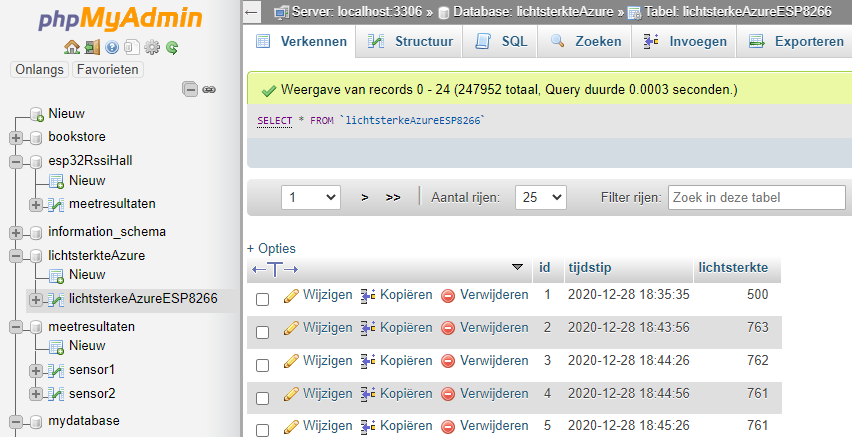 phpMyAdmin
Onlangs Favorieten
Nieuw
bookstore
esp32RssiHall
Nieuw
meetresultaten
information_schema
lichtsterkteAzure
Nieuw
lichtsterkeAzureESP8266
meetresultaten
Nieuw
sensor1
sensor2
mydatabase
Server: localhost:3306 » Database: lichtsterkteAzure » Tabel: lichtsterkeAzureESP8266
Verkennen Structuur SQL Zoeken Invoegen Exporteren
Weergave van records 0 - 24 (247952 totaal, Query duurde 0.0003 seconden.)
SELECT * FROM `lichtsterkeAzureESP8266`
1 > >> Aantal rijen: 25 Filter rijen: Zoek in deze tabel
+ Opties
←T→ id tijdstip lichtsterkte
Wijzigen Kopiëren Verwijderen 1 2020-12-28 18:35:35 500
Wijzigen Kopiëren Verwijderen 2 2020-12-28 18:43:56 763
Wijzigen Kopiëren Verwijderen 3 2020-12-28 18:44:26 762
Wijzigen Kopiëren Verwijderen 4 2020-12-28 18:44:56 761
Wijzigen Kopiëren Verwijderen 5 2020-12-28 18:45:26 761